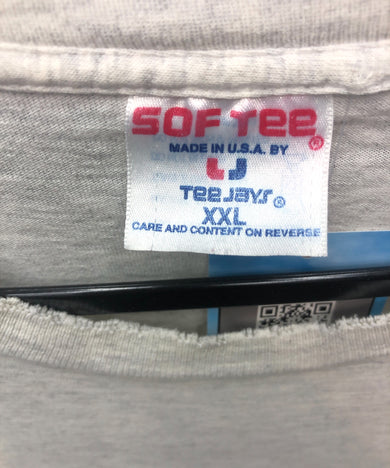 SOF TEE®
MADE IN U.S.A. BY
TEE JAYS®
XXL
CARE AND CONTENT ON REVERSE